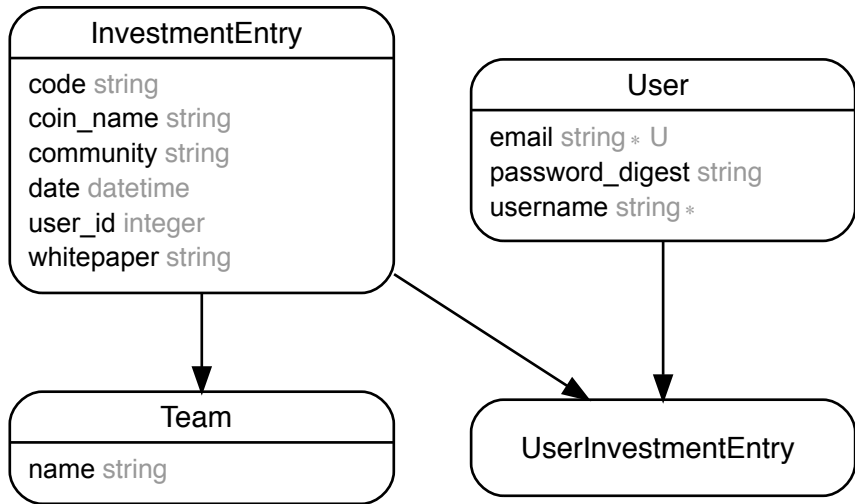 InvestmentEntry
code string
coin_name string
community string
date datetime
user_id integer
whitepaper string
User
email string * U
password_digest string
username string *
Team
name string
UserInvestmentEntry